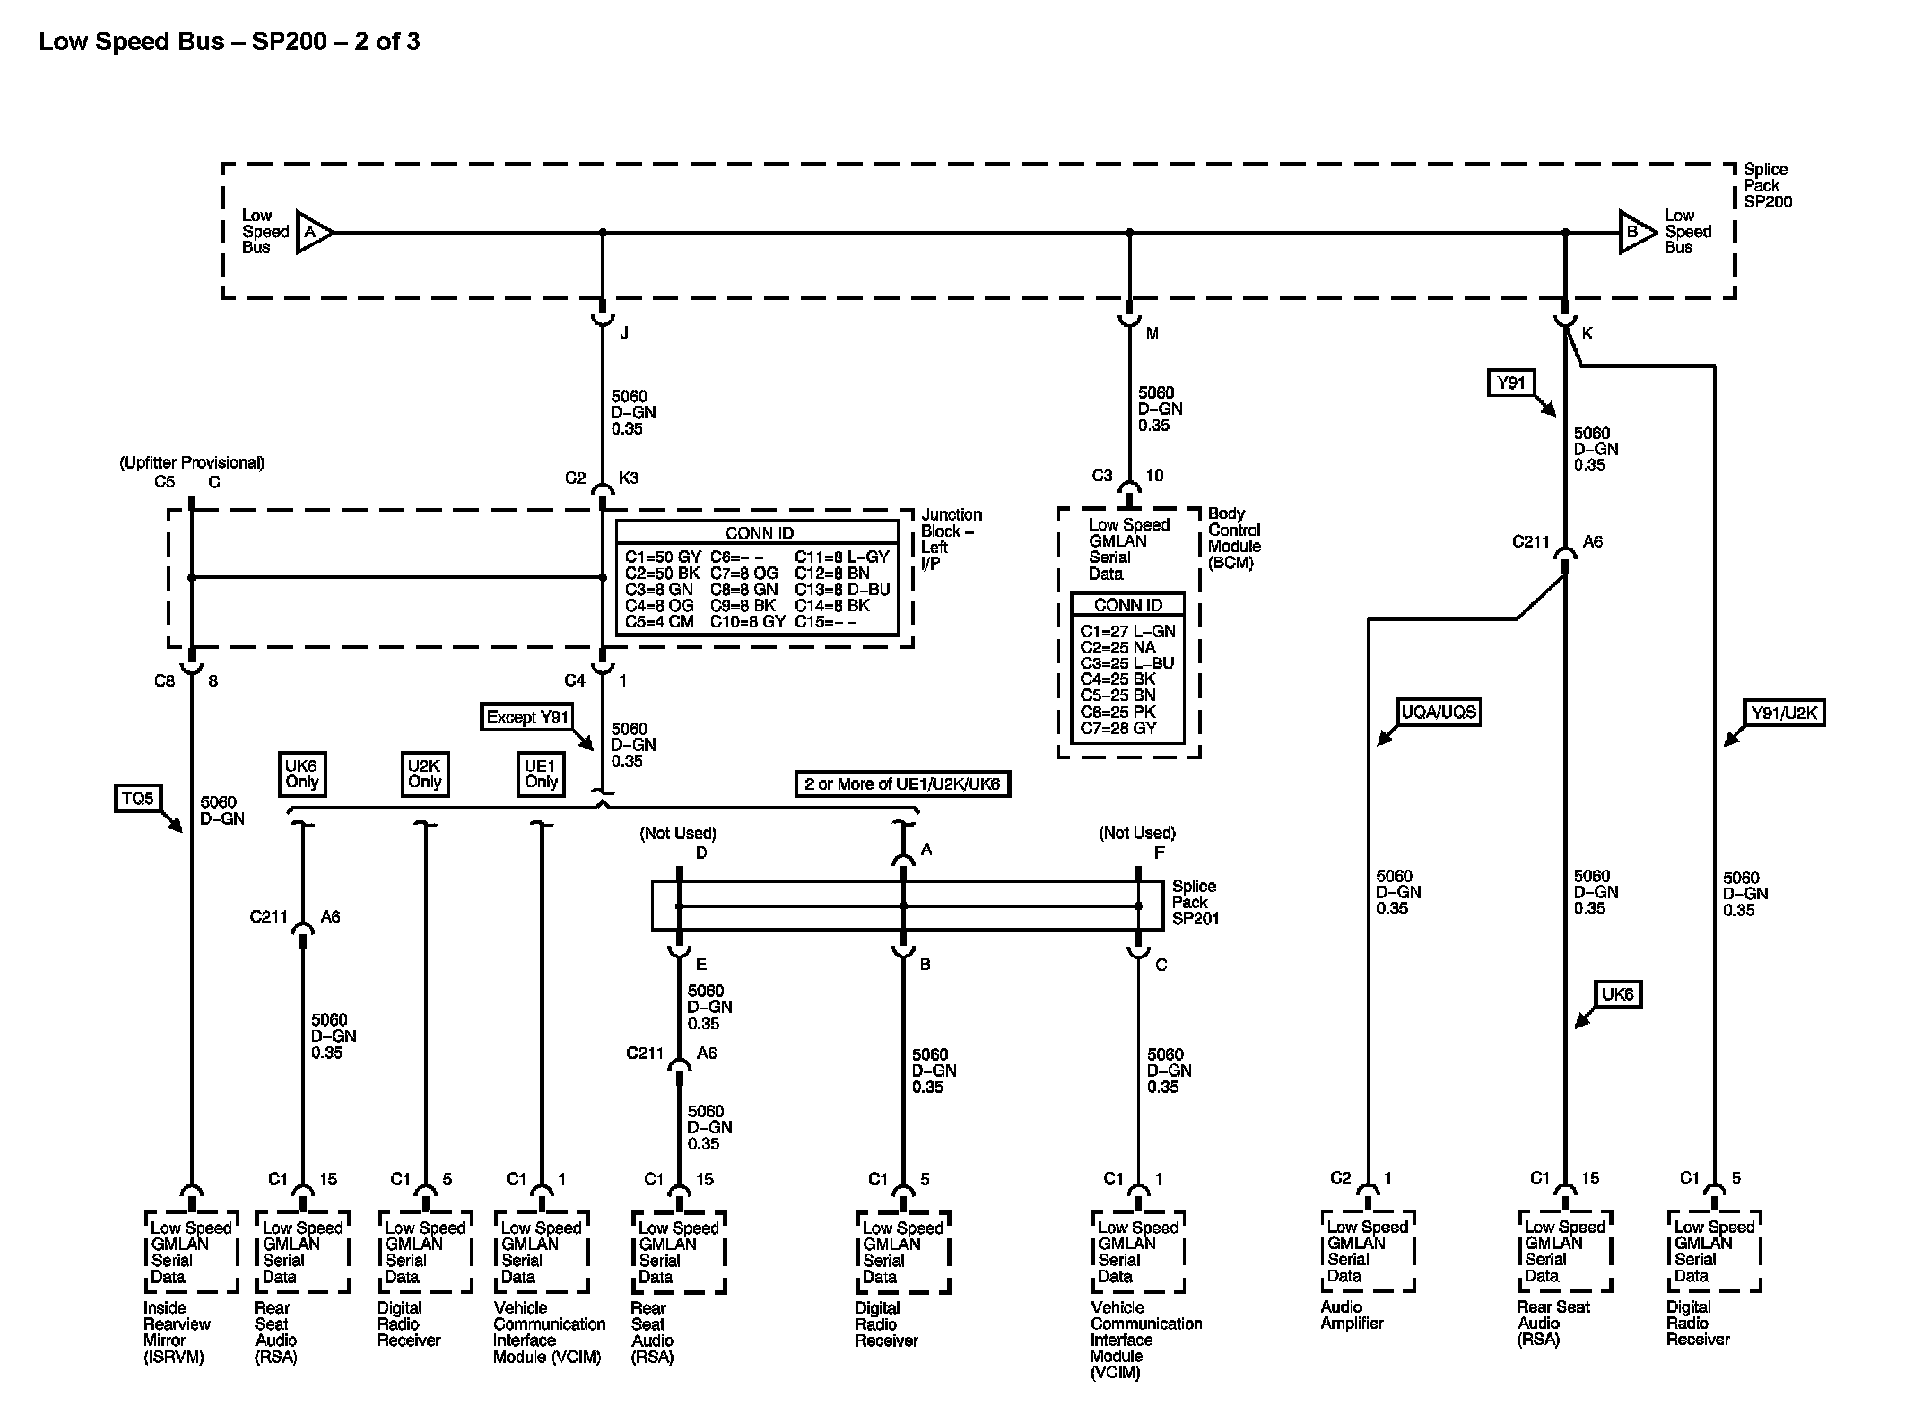 Low Speed Bus – SP200 – 2 of 3
Splice
Pack
SP200
Low
Speed
Bus
A
B
Low
Speed
Bus
J
M
K
5060
D–GN
0.35
5060
D–GN
0.35
Y91
5060
D–GN
0.35
(Upfitter Provisional)
C5 C
C2 K3
C3 10
C211 A6
Junction
Block –
Left
I/P
CONN ID
C1=50 GY C6=– – C11=8 L–GY
C2=50 BK C7=8 OG C12=8 BN
C3=8 GN C8=8 GN C13=8 D–BU
C4=8 OG C9=8 BK C14=8 BK
C5=4 CM C10=8 GY C15=– –
Low Speed
GMLAN
Serial
Data
Body
Control
Module
(BCM)
CONN ID
C1=27 L–GN
C2=25 NA
C3=25 L–BU
C4=25 BK
C5–25 BN
C6=25 PK
C7=28 GY
C8 8
C4 1
Except Y91
5060
D–GN
0.35
UQA/UQS
Y91/U2K
UK6
Only
U2K
Only
UE1
Only
2 or More of UE1/U2K/UK6
TQ5
5060
D–GN
(Not Used)
D
A
(Not Used)
F
Splice
Pack
SP201
5060
D–GN
0.35
5060
D–GN
0.35
5060
D–GN
0.35
C211 A6
E
B
C
5060
D–GN
0.35
UK6
5060
D–GN
0.35
C211 A6
5060
D–GN
0.35
5060
D–GN
0.35
5060
D–GN
0.35
C1 15
C1 5
C1 1
C1 15
C1 5
C1 1
C2 1
C1 15
C1 5
Low Speed
GMLAN
Serial
Data
Inside
Rearview
Mirror
(ISRVM)
Low Speed
GMLAN
Serial
Data
Rear
Seat
Audio
(RSA)
Low Speed
GMLAN
Serial
Data
Digital
Radio
Receiver
Low Speed
GMLAN
Serial
Data
Vehicle
Communication
Interface
Module (VCIM)
Low Speed
GMLAN
Serial
Data
Rear
Seat
Audio
(RSA)
Low Speed
GMLAN
Serial
Data
Digital
Radio
Receiver
Low Speed
GMLAN
Serial
Data
Vehicle
Communication
Interface
Module
(VCIM)
Low Speed
GMLAN
Serial
Data
Audio
Amplifier
Low Speed
GMLAN
Serial
Data
Rear Seat
Audio
(RSA)
Low Speed
GMLAN
Serial
Data
Digital
Radio
Receiver